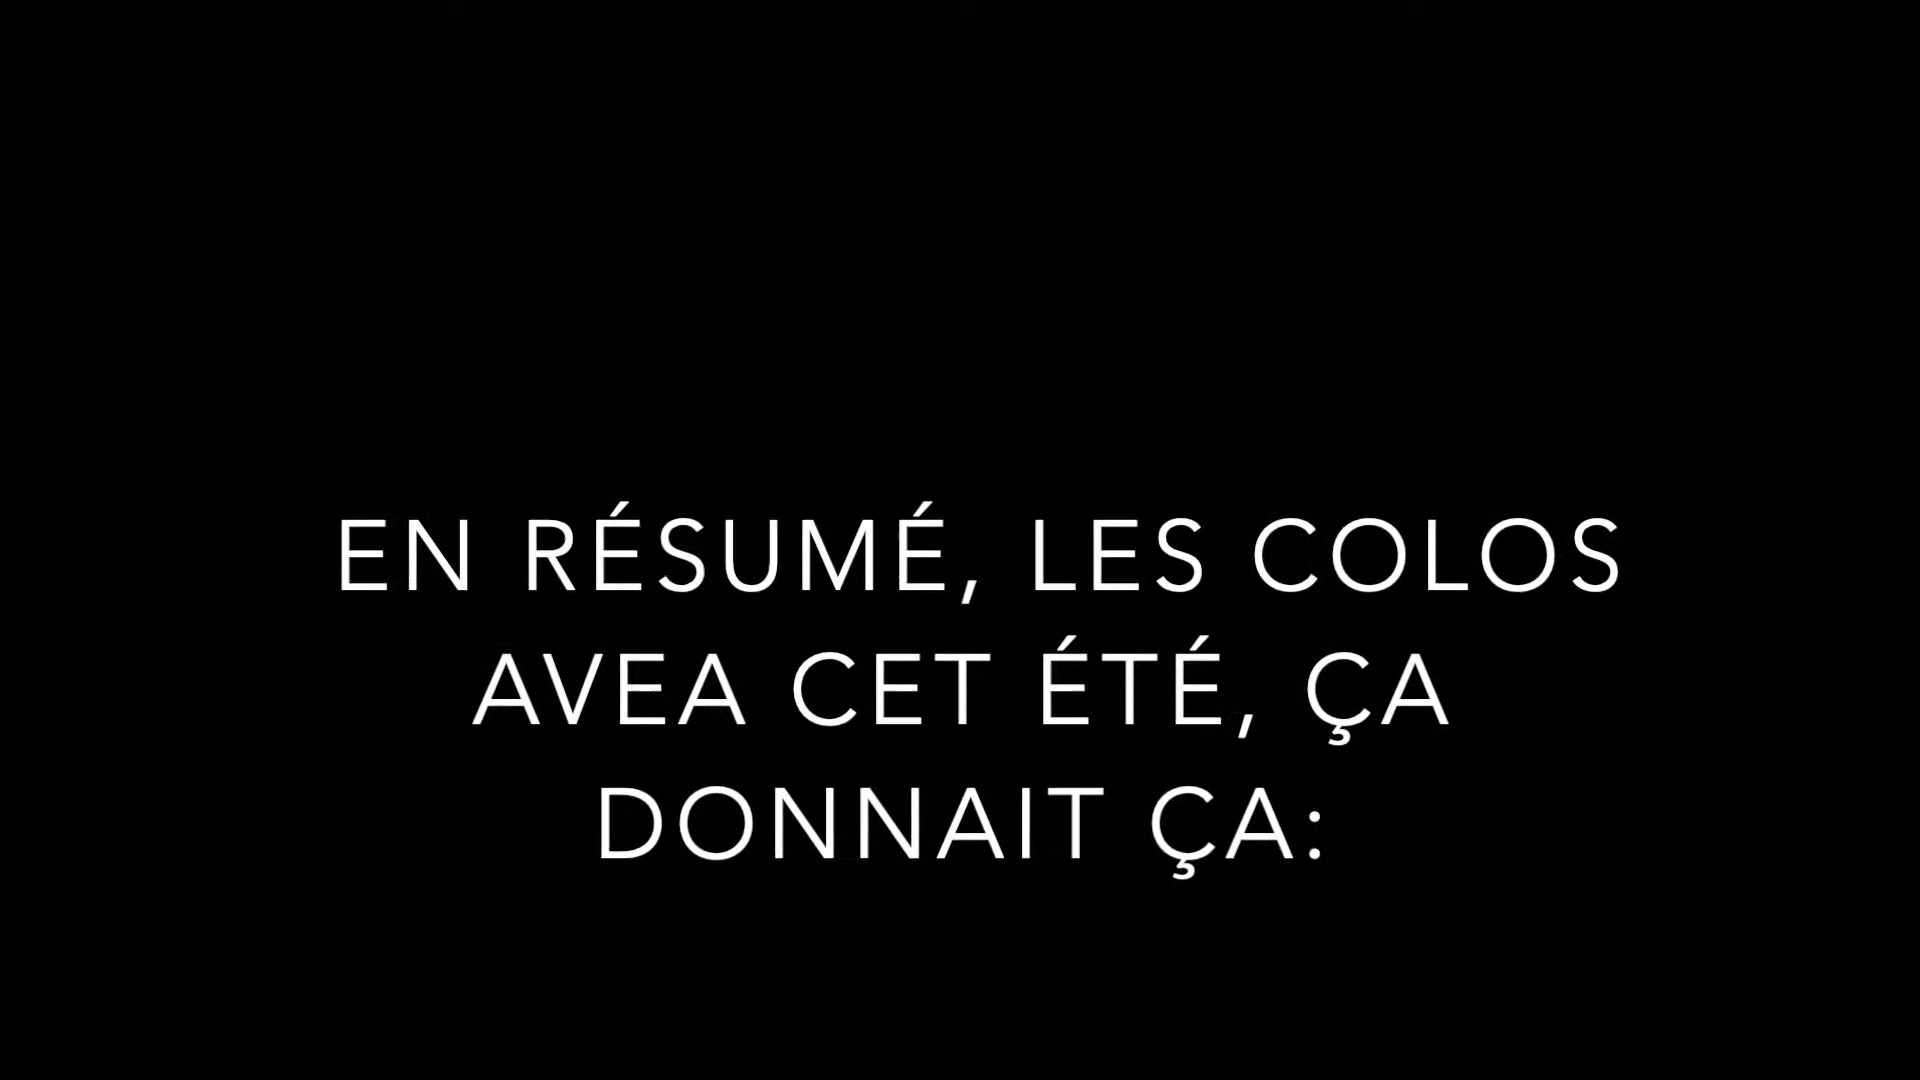 EN RÉSUMÉ, LES COLOS
AVEA CET ÉTÉ, ÇA
DONNAIT ÇA: